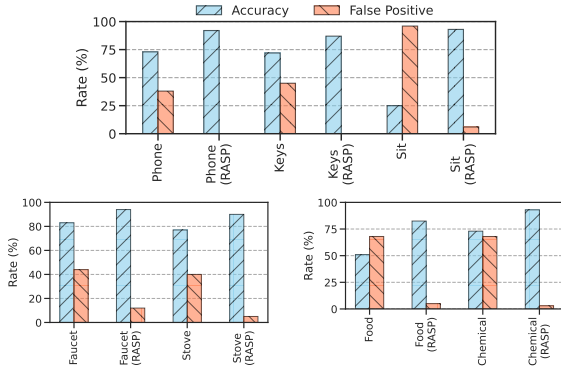 Accuracy False Positive
Rate (%)
100
75
50
25
0
Phone
Phone
(RASP)
Keys
Keys
(RASP)
Sit
Sit
(RASP)
Rate (%)
100
80
60
40
20
0
Faucet
Faucet
(RASP)
Stove
Stove
(RASP)
Rate (%)
100
75
50
25
0
Food
Food
(RASP)
Chemical
Chemical
(RASP)